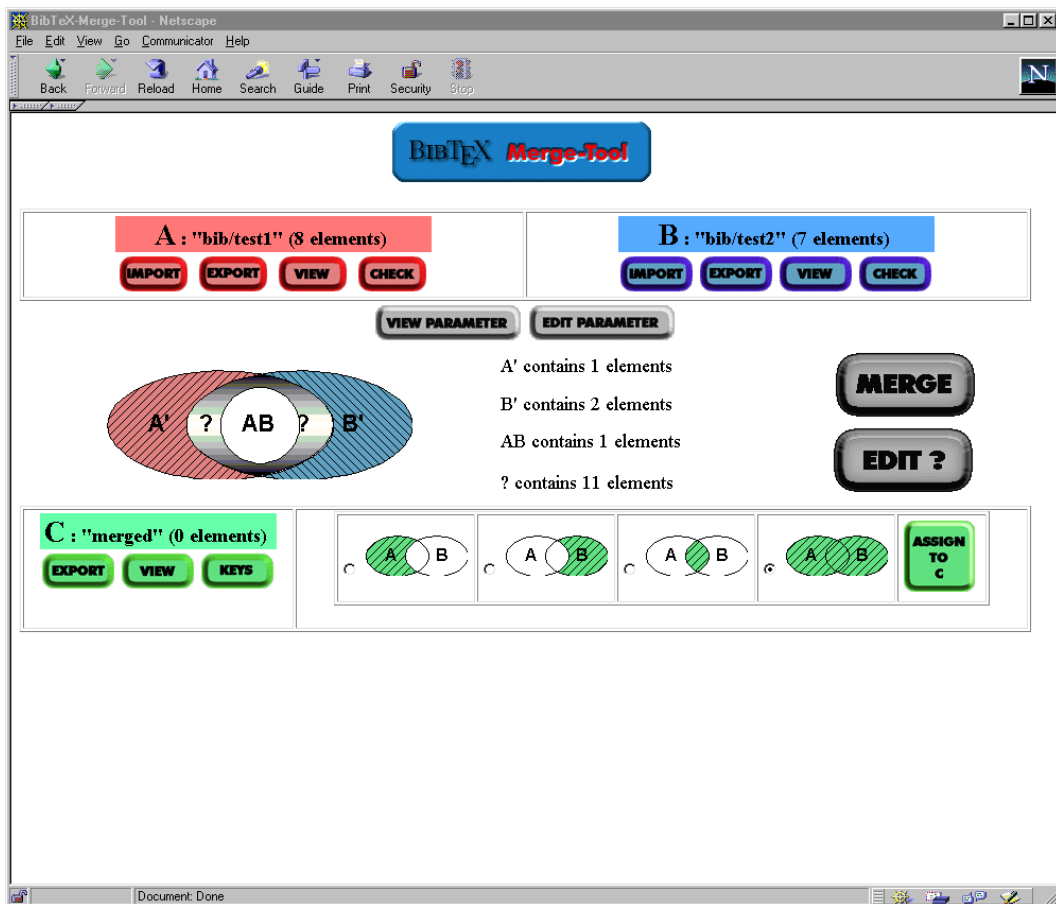 BibTeX-Merge-Tool - Netscape
File Edit View Go Communicator Help
Back Forward Reload Home Search Guide Print Security Stop
N
BIBTEX Merge-Tool
A : "bib/test1" (8 elements)
IMPORT EXPORT VIEW CHECK
B : "bib/test2" (7 elements)
IMPORT EXPORT VIEW CHECK
VIEW PARAMETER EDIT PARAMETER
A' ? AB ? B'
A' contains 1 elements
B' contains 2 elements
AB contains 1 elements
? contains 11 elements
MERGE
EDIT ?
C : "merged" (0 elements)
EXPORT VIEW KEYS
A B
A B
A B
A B
ASSIGN
TO
C
Document: Done